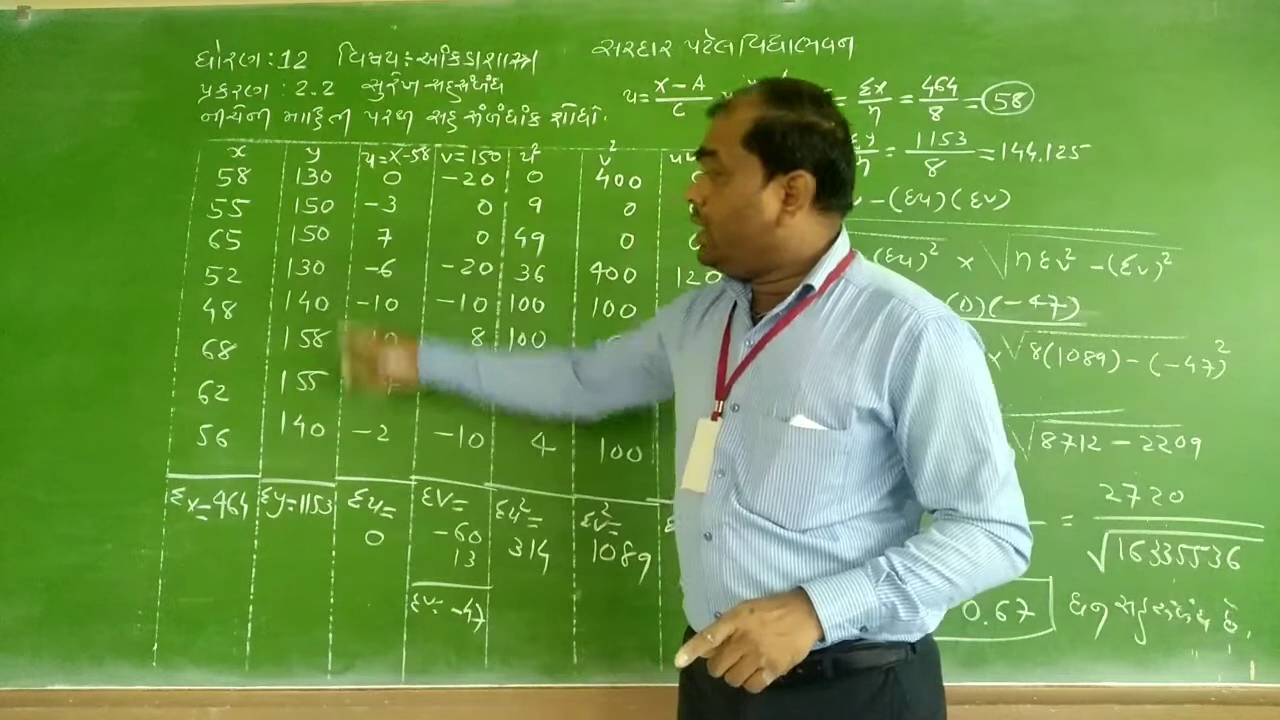 ધોરણ : 12 વિષય : આંકડાશાસ્ત્ર સરદાર પટેલ વિદ્યાભવન
પ્રકરણ : 2.2 સુરેખ સહસંબંધ u = X - A / C = Σx / n = 464 / 8 = 58
નીચેની માહિતી પરથી સહસંબંધાંક શોધો. = 1153 / 8 = 144.125
x y u=X-58 v=150 u² v²
58 130 0 -20 0 400
55 150 -3 0 9 0 - (Σu) (Σv)
65 150 7 0 49 0
52 130 -6 -20 36 400 120 (Σu)² × √nΣv² - (Σv)²
48 140 -10 -10 100 100 (0) (-47)
68 158 8 100 × √8(1089) - (-47)²
62 155
56 140 -2 -10 4 100 √8712 - 2209
Σx=464 Σy=1153 Σu= 0 Σv= -60 13 Σu²= 314 Σv²= 1089 = 2720 / √16335536
Σv= -47 0.67 ધન સહસંબંધ છે.